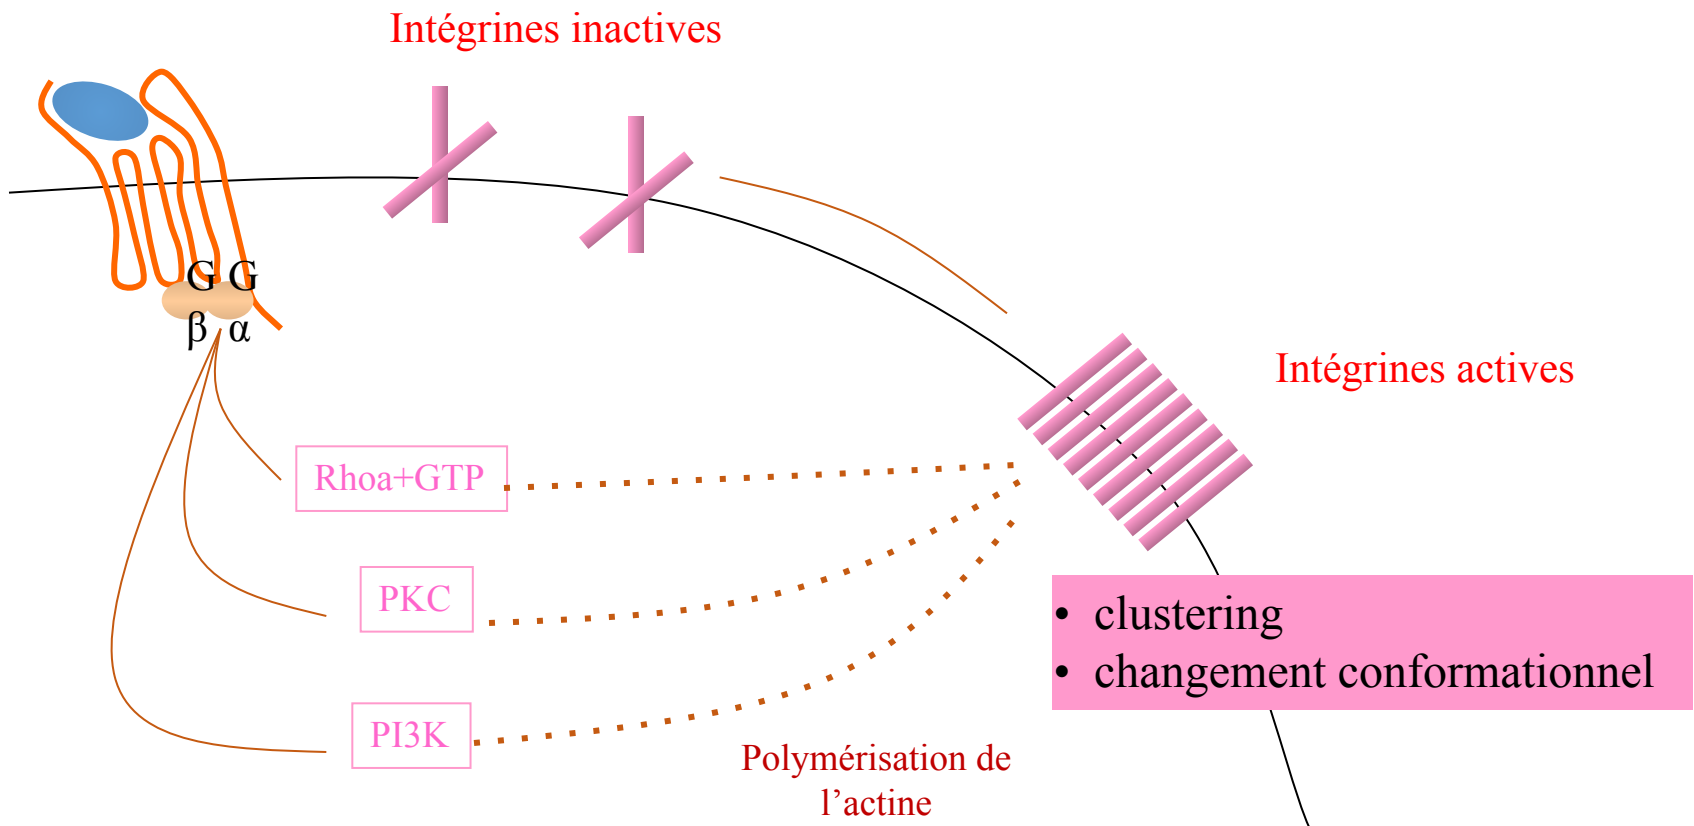 Intégrines inactives
G G
β α
Intégrines actives
Rhoa+GTP
PKC
• clustering
• changement conformationnel
PI3K
Polymérisation de
l’actine